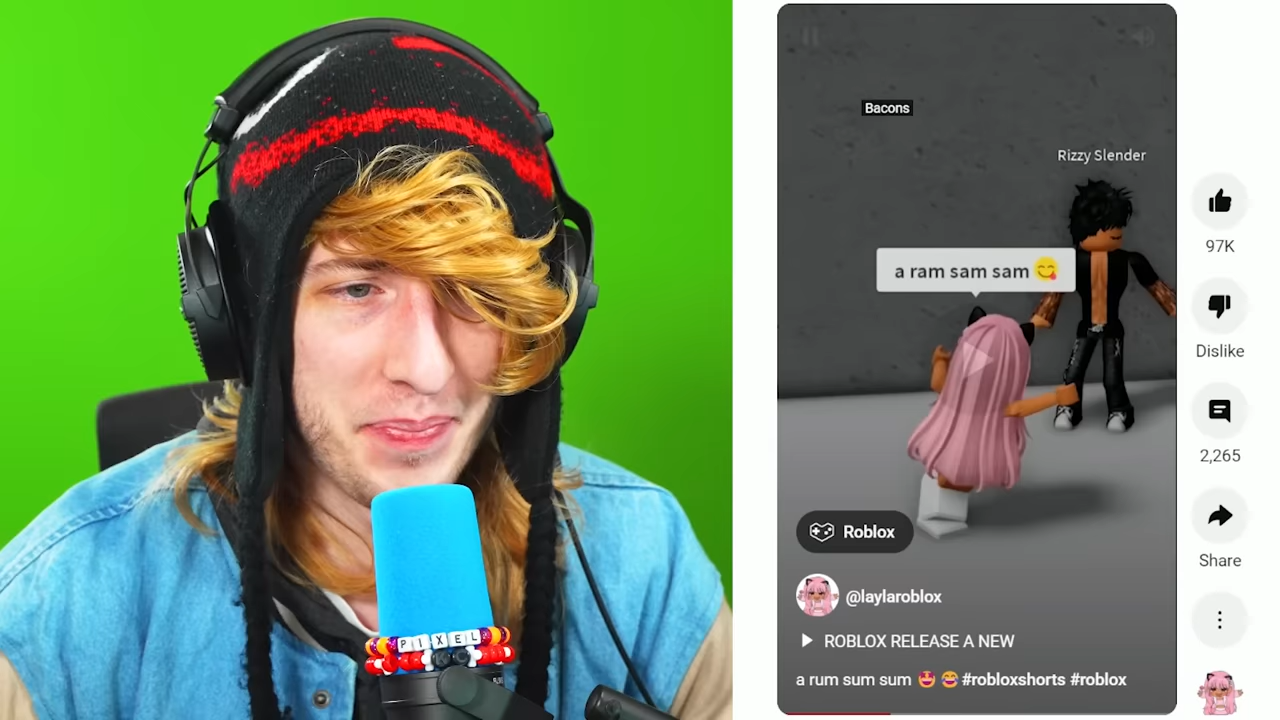 Bacons
Rizzy Slender
a ram sam sam 😋
97K
Dislike
2,265
Share
Roblox
@laylaroblox
ROBLOX RELEASE A NEW
a rum sum sum 🤩 😂 #robloxshorts #roblox
PIXEL